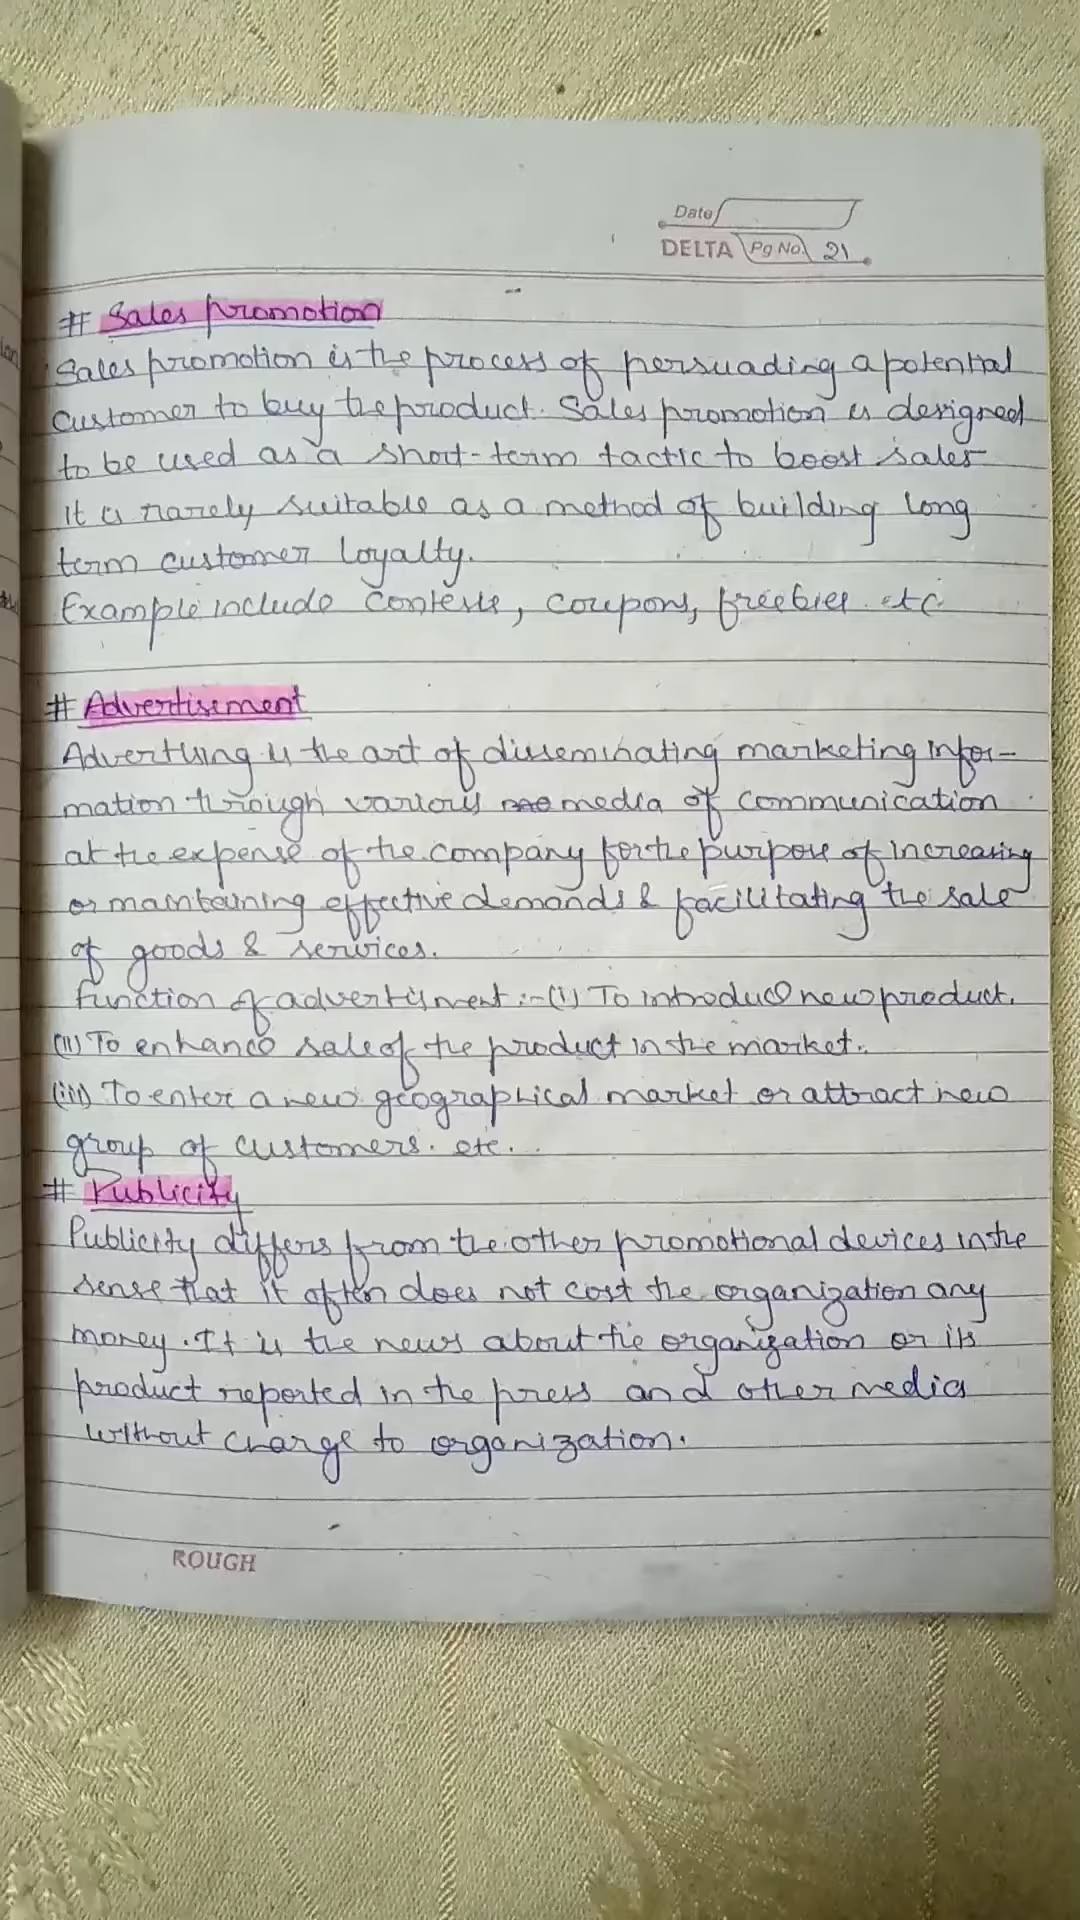 Date
DELTA Pg No. 21
# Sales promotion
Sales promotion is the process of persuading a potential
customer to buy the product. Sales promotion is designed
to be used as a short-term tactic to boost sales
It is rarely suitable as a method of building long
term customer loyalty.
Example include contests, coupons, freebies etc
# Advertisement
Advertising is the art of disseminating marketing infor-
mation through various media of communication
at the expense of the company for the purpose of increasing
or maintaining effective demands & facilitating the sale
of goods & services.
Function of advertisment :- (i) To introduce new product.
(ii) To enhance sale of the product in the market.
(iii) To enter a new geographical market or attract new
group of customers. etc.
# Publicity
Publicity differs from the other promotional devices in the
sense that it often does not cost the organization any
money. It is the news about the organization or its
product reported in the press and other media
without charge to organization.
ROUGH